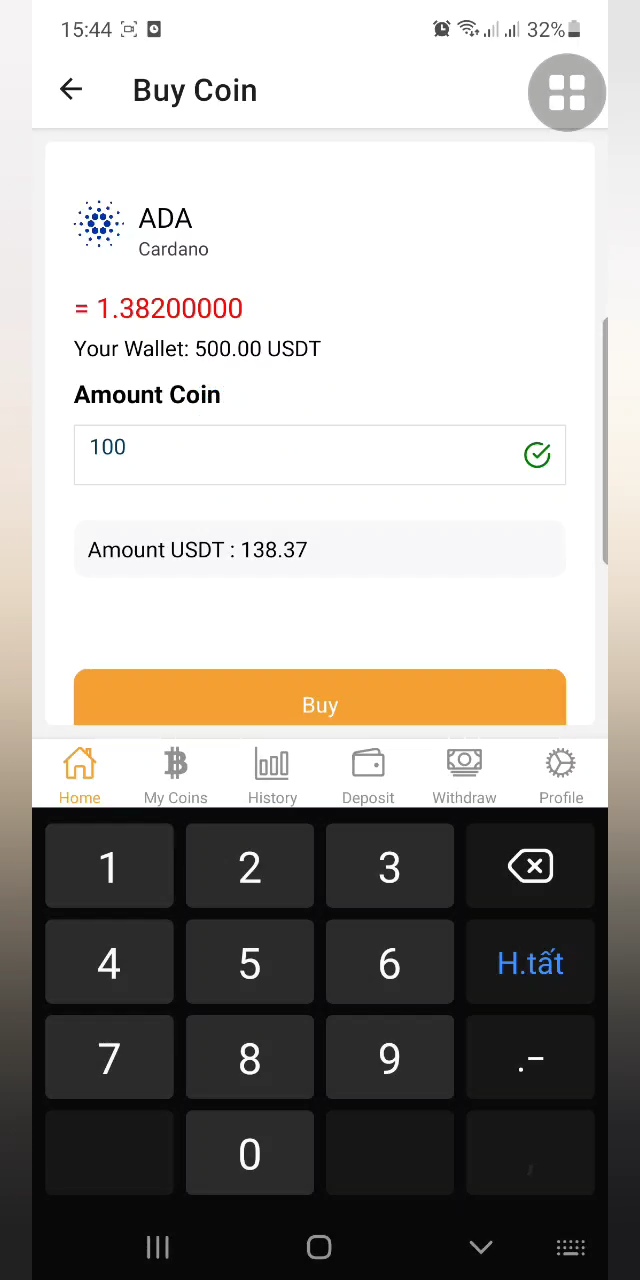 15:44 32%
Buy Coin
ADA
Cardano
= 1.38200000
Your Wallet: 500.00 USDT
Amount Coin
100
Amount USDT : 138.37
Buy
Home My Coins History Deposit Withdraw Profile
1 2 3
4 5 6 H.tất
7 8 9 .-
0 ,